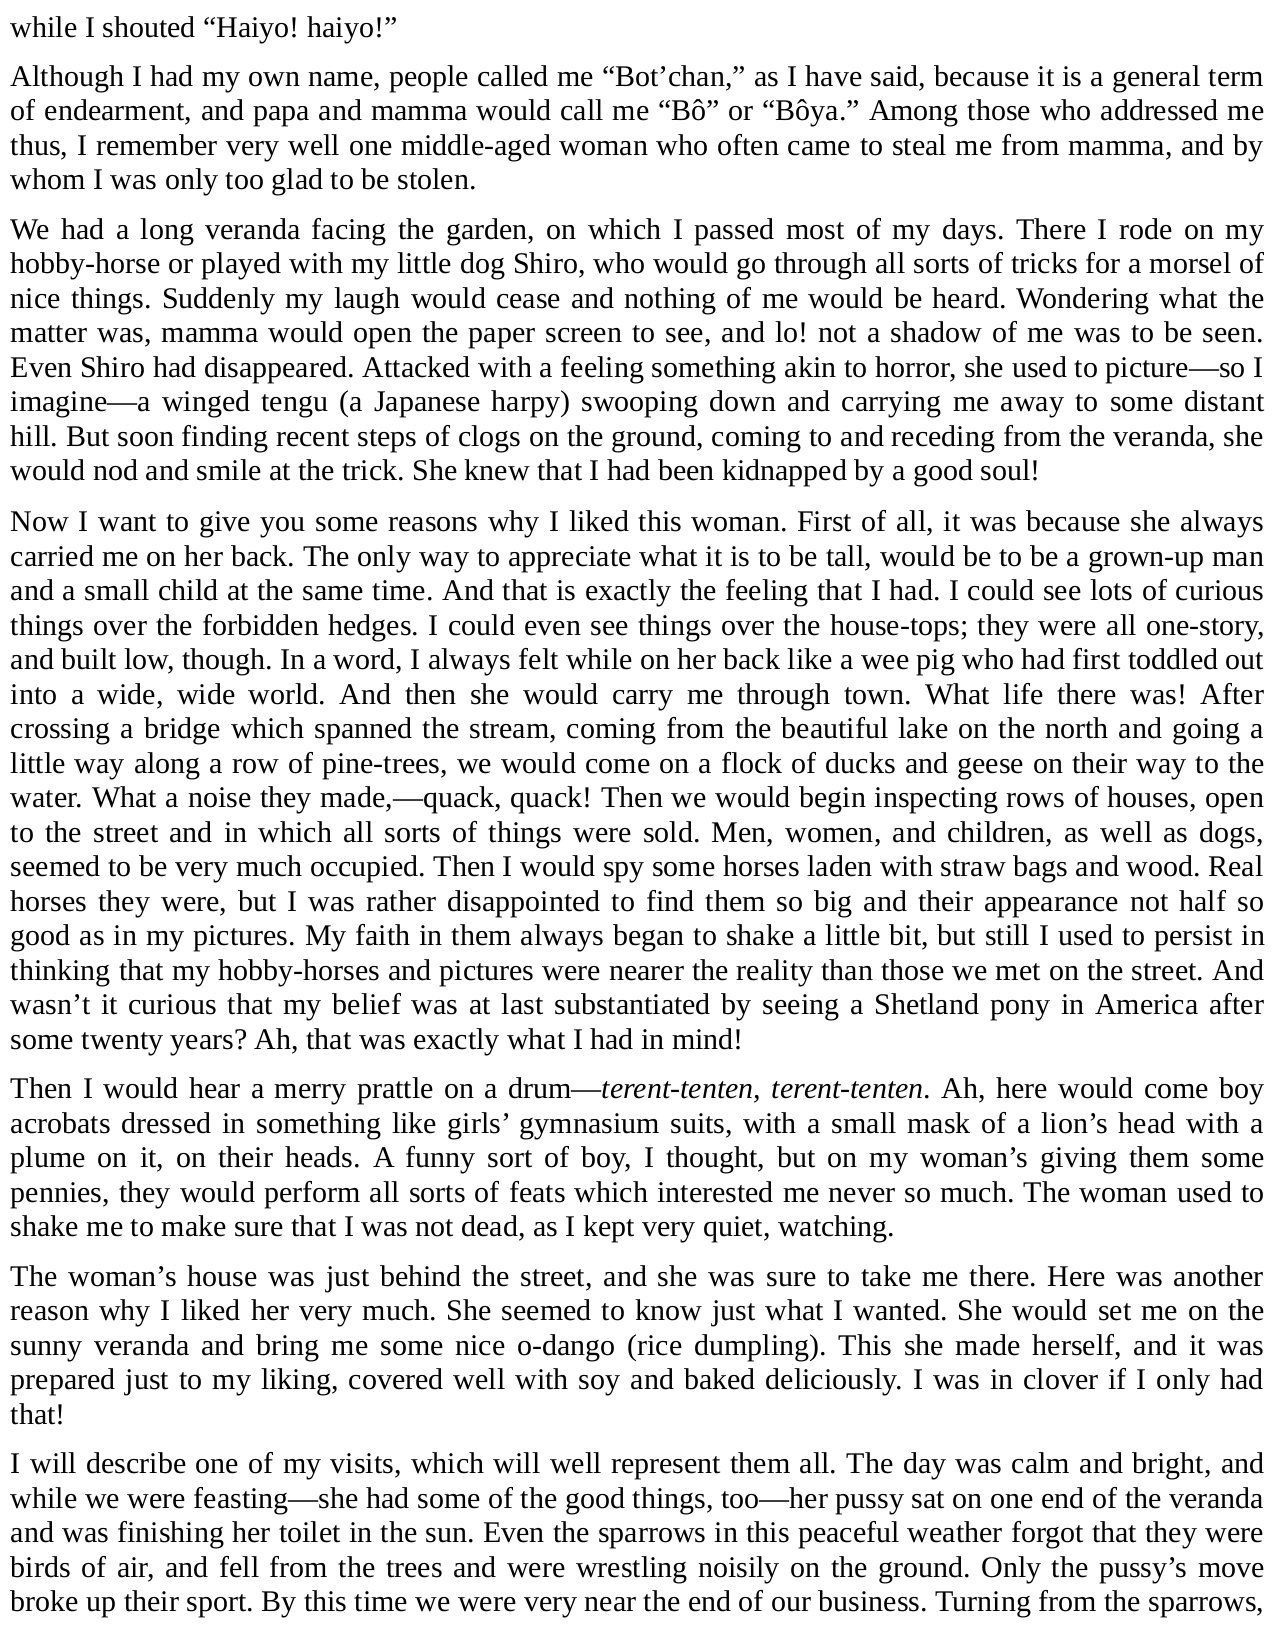 while I shouted “Haiyo! haiyo!”
Although I had my own name, people called me “Bot’chan,” as I have said, because it is a general term
of endearment, and papa and mamma would call me “Bô” or “Bôya.” Among those who addressed me
thus, I remember very well one middle-aged woman who often came to steal me from mamma, and by
whom I was only too glad to be stolen.
We had a long veranda facing the garden, on which I passed most of my days. There I rode on my
hobby-horse or played with my little dog Shiro, who would go through all sorts of tricks for a morsel of
nice things. Suddenly my laugh would cease and nothing of me would be heard. Wondering what the
matter was, mamma would open the paper screen to see, and lo! not a shadow of me was to be seen.
Even Shiro had disappeared. Attacked with a feeling something akin to horror, she used to picture—so I
imagine—a winged tengu (a Japanese harpy) swooping down and carrying me away to some distant
hill. But soon finding recent steps of clogs on the ground, coming to and receding from the veranda, she
would nod and smile at the trick. She knew that I had been kidnapped by a good soul!
Now I want to give you some reasons why I liked this woman. First of all, it was because she always
carried me on her back. The only way to appreciate what it is to be tall, would be to be a grown-up man
and a small child at the same time. And that is exactly the feeling that I had. I could see lots of curious
things over the forbidden hedges. I could even see things over the house-tops; they were all one-story,
and built low, though. In a word, I always felt while on her back like a wee pig who had first toddled out
into a wide, wide world. And then she would carry me through town. What life there was! After
crossing a bridge which spanned the stream, coming from the beautiful lake on the north and going a
little way along a row of pine-trees, we would come on a flock of ducks and geese on their way to the
water. What a noise they made,—quack, quack! Then we would begin inspecting rows of houses, open
to the street and in which all sorts of things were sold. Men, women, and children, as well as dogs,
seemed to be very much occupied. Then I would spy some horses laden with straw bags and wood. Real
horses they were, but I was rather disappointed to find them so big and their appearance not half so
good as in my pictures. My faith in them always began to shake a little bit, but still I used to persist in
thinking that my hobby-horses and pictures were nearer the reality than those we met on the street. And
wasn’t it curious that my belief was at last substantiated by seeing a Shetland pony in America after
some twenty years? Ah, that was exactly what I had in mind!
Then I would hear a merry prattle on a drum—terent-tenten, terent-tenten. Ah, here would come boy
acrobats dressed in something like girls’ gymnasium suits, with a small mask of a lion’s head with a
plume on it, on their heads. A funny sort of boy, I thought, but on my woman’s giving them some
pennies, they would perform all sorts of feats which interested me never so much. The woman used to
shake me to make sure that I was not dead, as I kept very quiet, watching.
The woman’s house was just behind the street, and she was sure to take me there. Here was another
reason why I liked her very much. She seemed to know just what I wanted. She would set me on the
sunny veranda and bring me some nice o-dango (rice dumpling). This she made herself, and it was
prepared just to my liking, covered well with soy and baked deliciously. I was in clover if I only had
that!
I will describe one of my visits, which will well represent them all. The day was calm and bright, and
while we were feasting—she had some of the good things, too—her pussy sat on one end of the veranda
and was finishing her toilet in the sun. Even the sparrows in this peaceful weather forgot that they were
birds of air, and fell from the trees and were wrestling noisily on the ground. Only the pussy’s move
broke up their sport. By this time we were very near the end of our business. Turning from the sparrows,